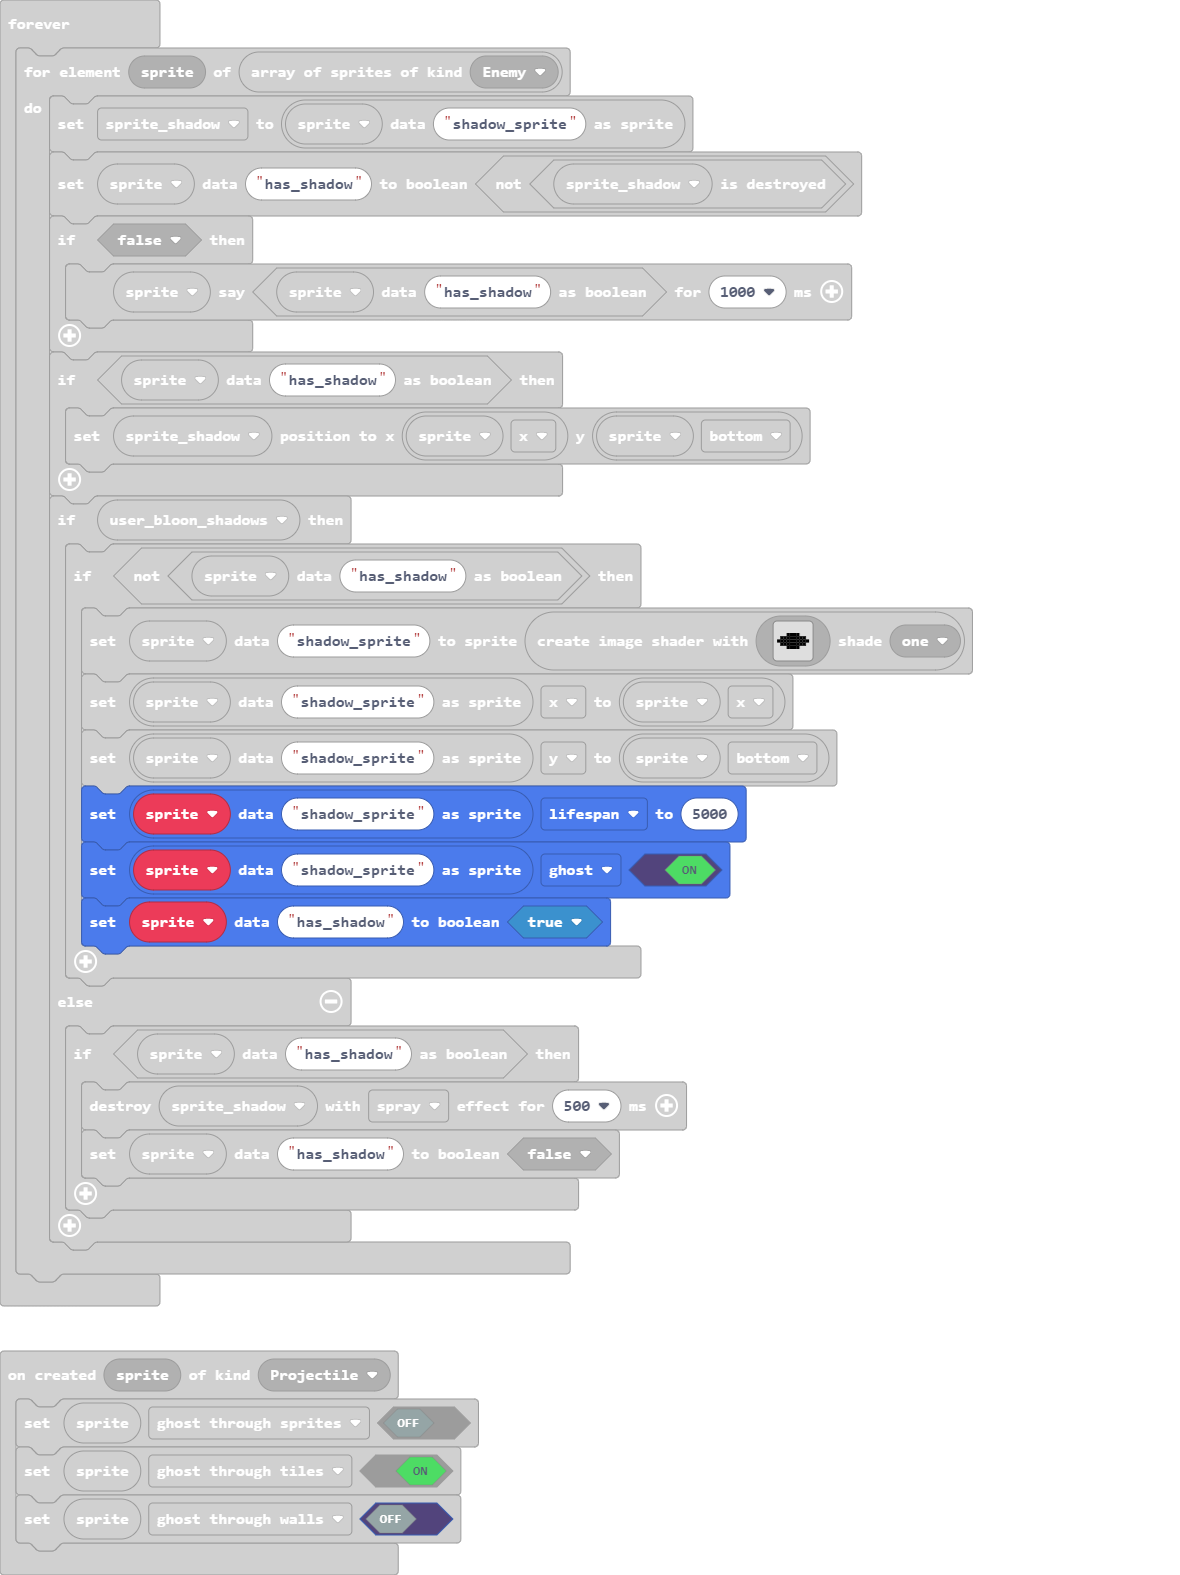 forever
for element sprite of array of sprites of kind Enemy
do
set sprite_shadow to sprite data "shadow_sprite" as sprite
set sprite data "has_shadow" to boolean not sprite_shadow is destroyed
if false then
sprite say sprite data "has_shadow" as boolean for 1000 ms
if sprite data "has_shadow" as boolean then
set sprite_shadow position to x sprite x y sprite bottom
if user_bloon_shadows then
if not sprite data "has_shadow" as boolean then
set sprite data "shadow_sprite" to sprite create image shader with shade one
set sprite data "shadow_sprite" as sprite x to sprite x
set sprite data "shadow_sprite" as sprite y to sprite bottom
set sprite data "shadow_sprite" as sprite lifespan to 5000
set sprite data "shadow_sprite" as sprite ghost ON
set sprite data "has_shadow" to boolean true
else
if sprite data "has_shadow" as boolean then
destroy sprite_shadow with spray effect for 500 ms
set sprite data "has_shadow" to boolean false
on created sprite of kind Projectile
set sprite ghost through sprites OFF
set sprite ghost through tiles ON
set sprite ghost through walls OFF